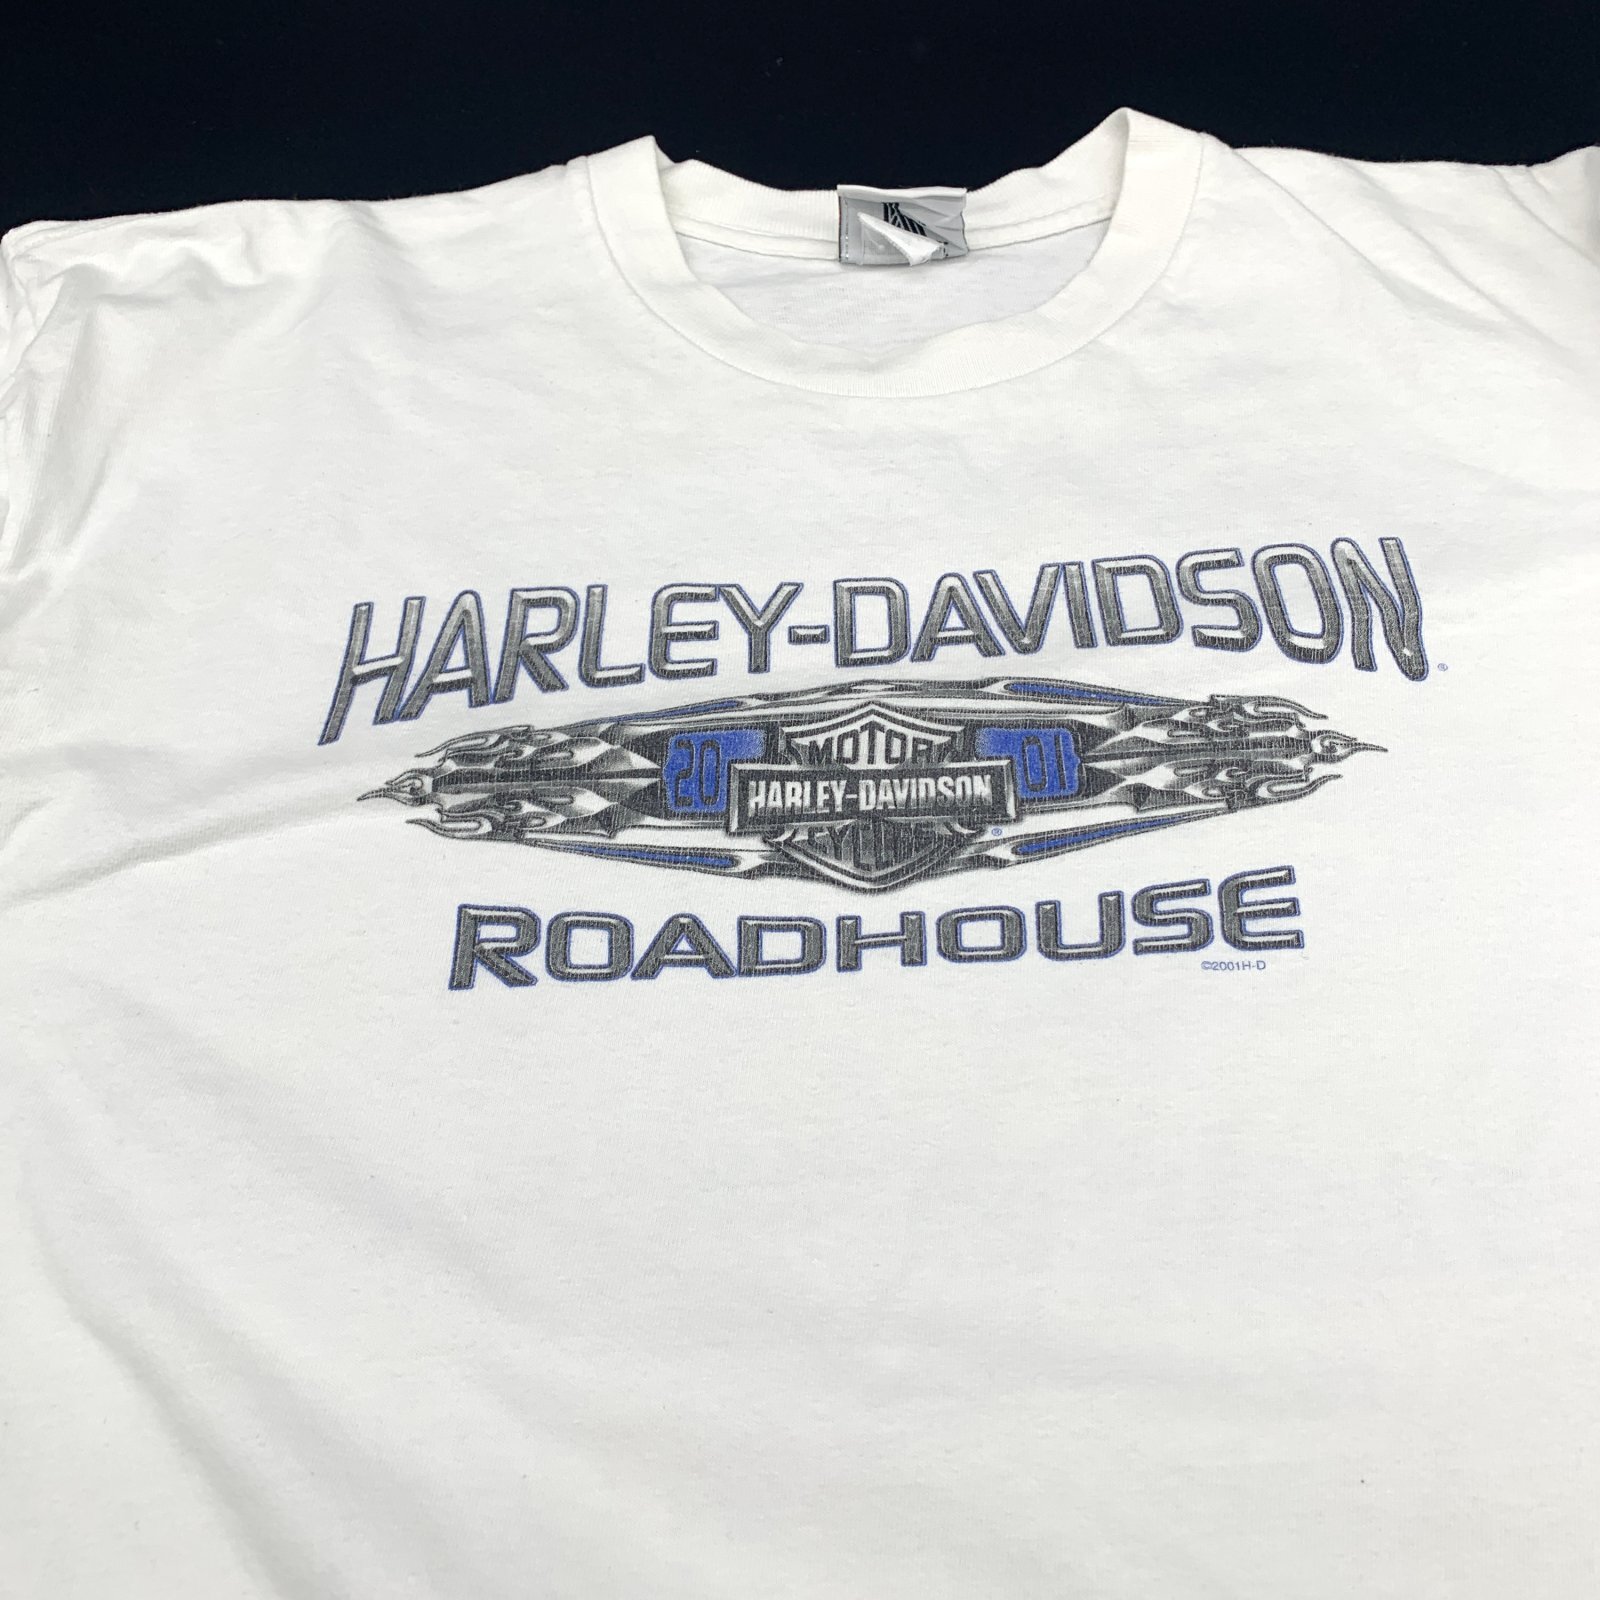 HARLEY-DAVIDSON®
20 MOTOR 01
HARLEY-DAVIDSON
CYCLES ®
ROADHOUSE
©2001H-D